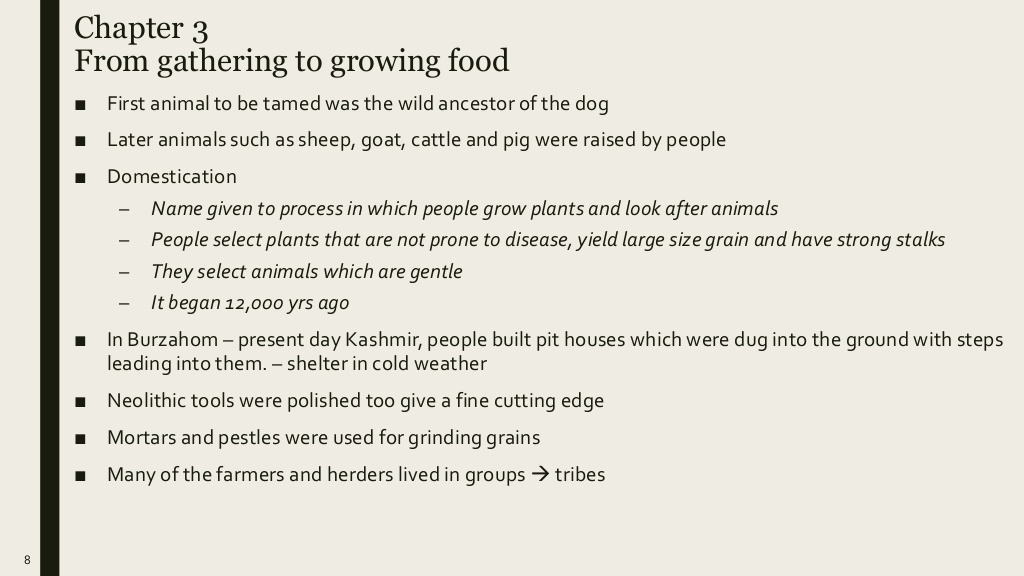 Chapter 3
From gathering to growing food
■ First animal to be tamed was the wild ancestor of the dog
■ Later animals such as sheep, goat, cattle and pig were raised by people
■ Domestication
– Name given to process in which people grow plants and look after animals
– People select plants that are not prone to disease, yield large size grain and have strong stalks
– They select animals which are gentle
– It began 12,000 yrs ago
■ In Burzahom – present day Kashmir, people built pit houses which were dug into the ground with steps
leading into them. – shelter in cold weather
■ Neolithic tools were polished too give a fine cutting edge
■ Mortars and pestles were used for grinding grains
■ Many of the farmers and herders lived in groups → tribes
8